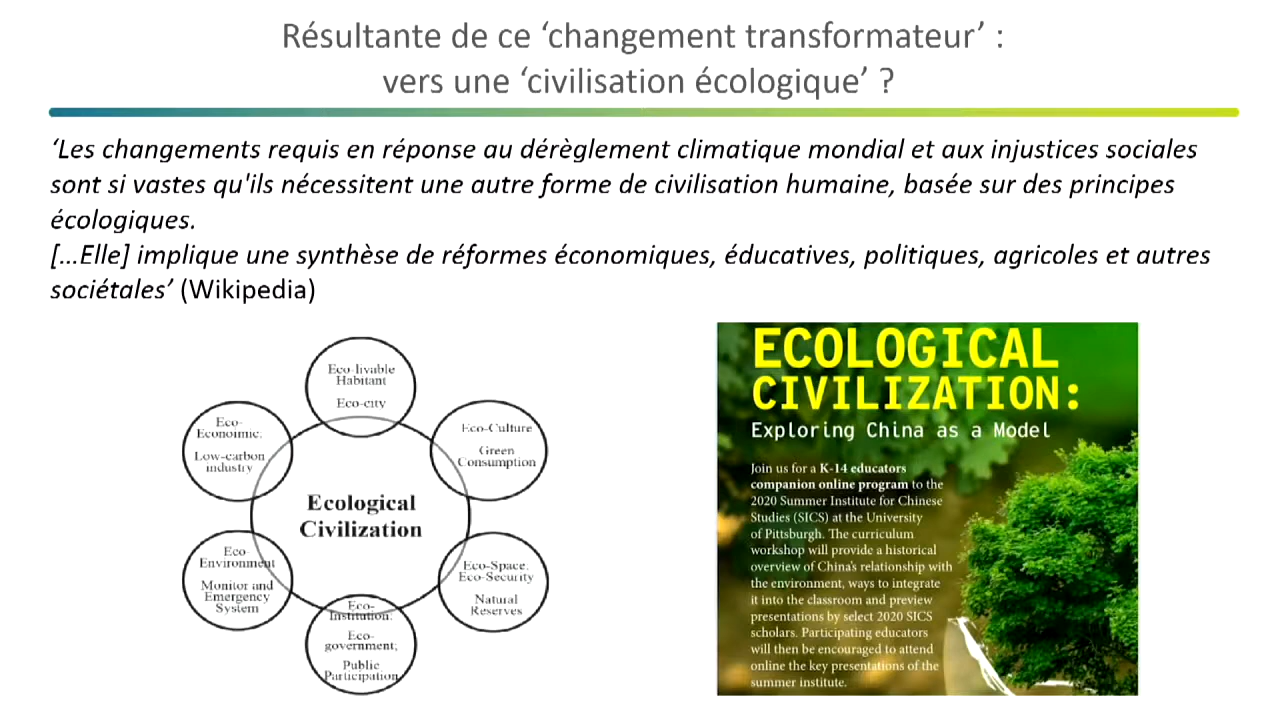 Résultante de ce ‘changement transformateur’ :
vers une ‘civilisation écologique’ ?
‘Les changements requis en réponse au dérèglement climatique mondial et aux injustices sociales
sont si vastes qu'ils nécessitent une autre forme de civilisation humaine, basée sur des principes
écologiques.
[...Elle] implique une synthèse de réformes économiques, éducatives, politiques, agricoles et autres
sociétales’ (Wikipedia)
Eco-livable
Habitant
Eco-city
Eco-
Economic;
Low-carbon
industry
Eco-Culture
Green
Consumption
Ecological
Civilization
Eco-
Environment
Monitor and
Emergency
System
Eco-Space;
Eco-Security
Natural
Reserves
Eco-
Institution:
Eco-
government;
Public
Participation
ECOLOGICAL
CIVILIZATION:
Exploring China as a Model
Join us for a K-14 educators
companion online program to the
2020 Summer Institute for Chinese
Studies (SICS) at the University
of Pittsburgh. The curriculum
workshop will provide a historical
overview of China's relationship with
the environment, ways to integrate
it into the classroom and preview
presentations by select 2020 SICS
scholars. Participating educators
will then be encouraged to attend
online the key presentations of the
summer institute.